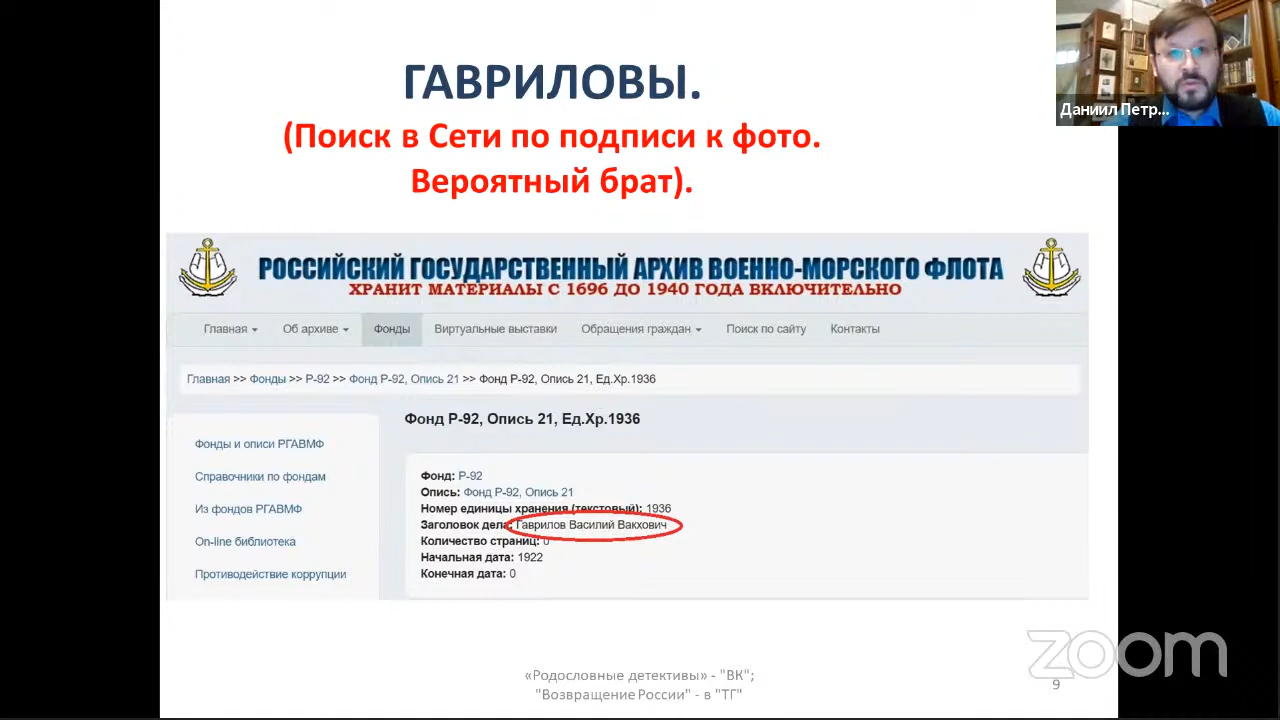 ГАВРИЛОВЫ.
(Поиск в Сети по подписи к фото.
Вероятный брат).
Даниил Петр...
РОССИЙСКИЙ ГОСУДАРСТВЕННЫЙ АРХИВ ВОЕННО-МОРСКОГО ФЛОТА
ХРАНИТ МАТЕРИАЛЫ С 1696 ДО 1940 ГОДА ВКЛЮЧИТЕЛЬНО
Главная Об архиве Фонды Виртуальные выставки Обращения граждан Поиск по сайту Контакты
Главная >> Фонды >> Р-92 >> Фонд Р-92, Опись 21 >> Фонд Р-92, Опись 21, Ед.Хр.1936
Фонд Р-92, Опись 21, Ед.Хр.1936
Фонды и описи РГАВМФ
Справочники по фондам
Из фондов РГАВМФ
On-line библиотека
Противодействие коррупции
Фонд: Р-92
Опись: Фонд Р-92, Опись 21
Номер единицы хранения (текстовый): 1936
Заголовок дела: Гаврилов Василий Вакхович
Количество страниц: 0
Начальная дата: 1922
Конечная дата: 0
«Родословные детективы» - "ВК";
"Возвращение России" - в "ТГ"
zoom
9